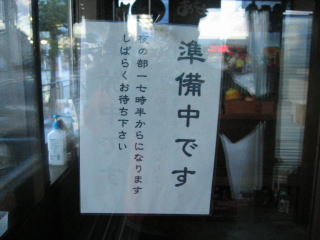 準備中です
夜の部一七時半からになります
しばらくお待ち下さい